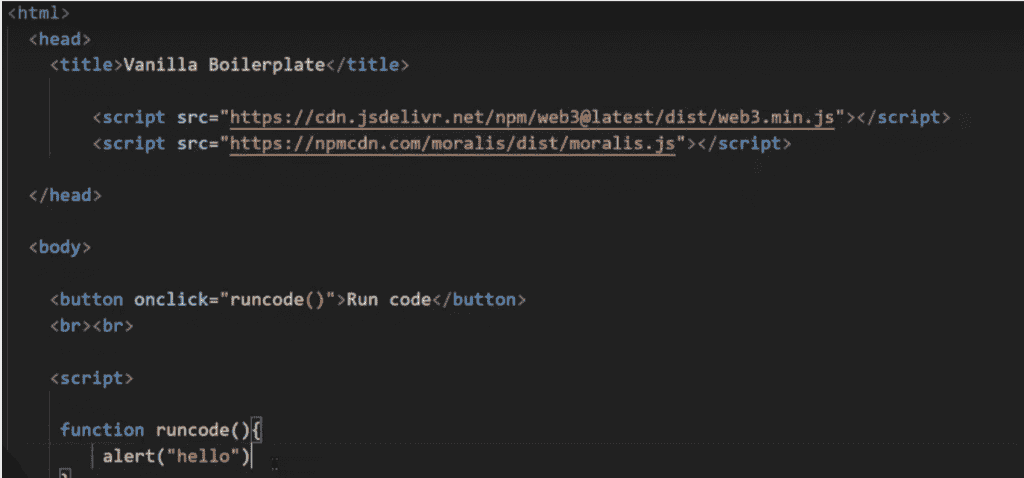 <html>
<head>
<title>Vanilla Boilerplate</title>
<script src="https://cdn.jsdelivr.net/npm/web3@latest/dist/web3.min.js"></script>
<script src="https://npmcdn.com/moralis/dist/moralis.js"></script>
</head>
<body>
<button onclick="runcode()">Run code</button>
<br><br>
<script>
function runcode(){
alert("hello")
}